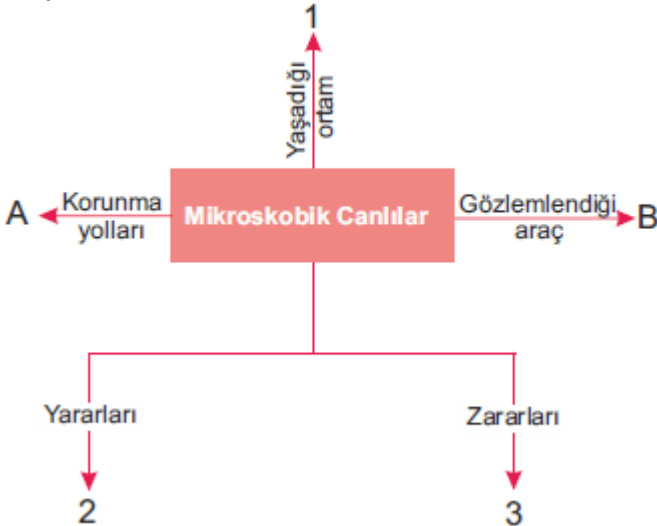 1
Yaşadığı
ortam
A
Korunma
yolları
Mikroskobik Canlılar
Gözlemlendiği
araç
B
Yararları
Zararları
2
3